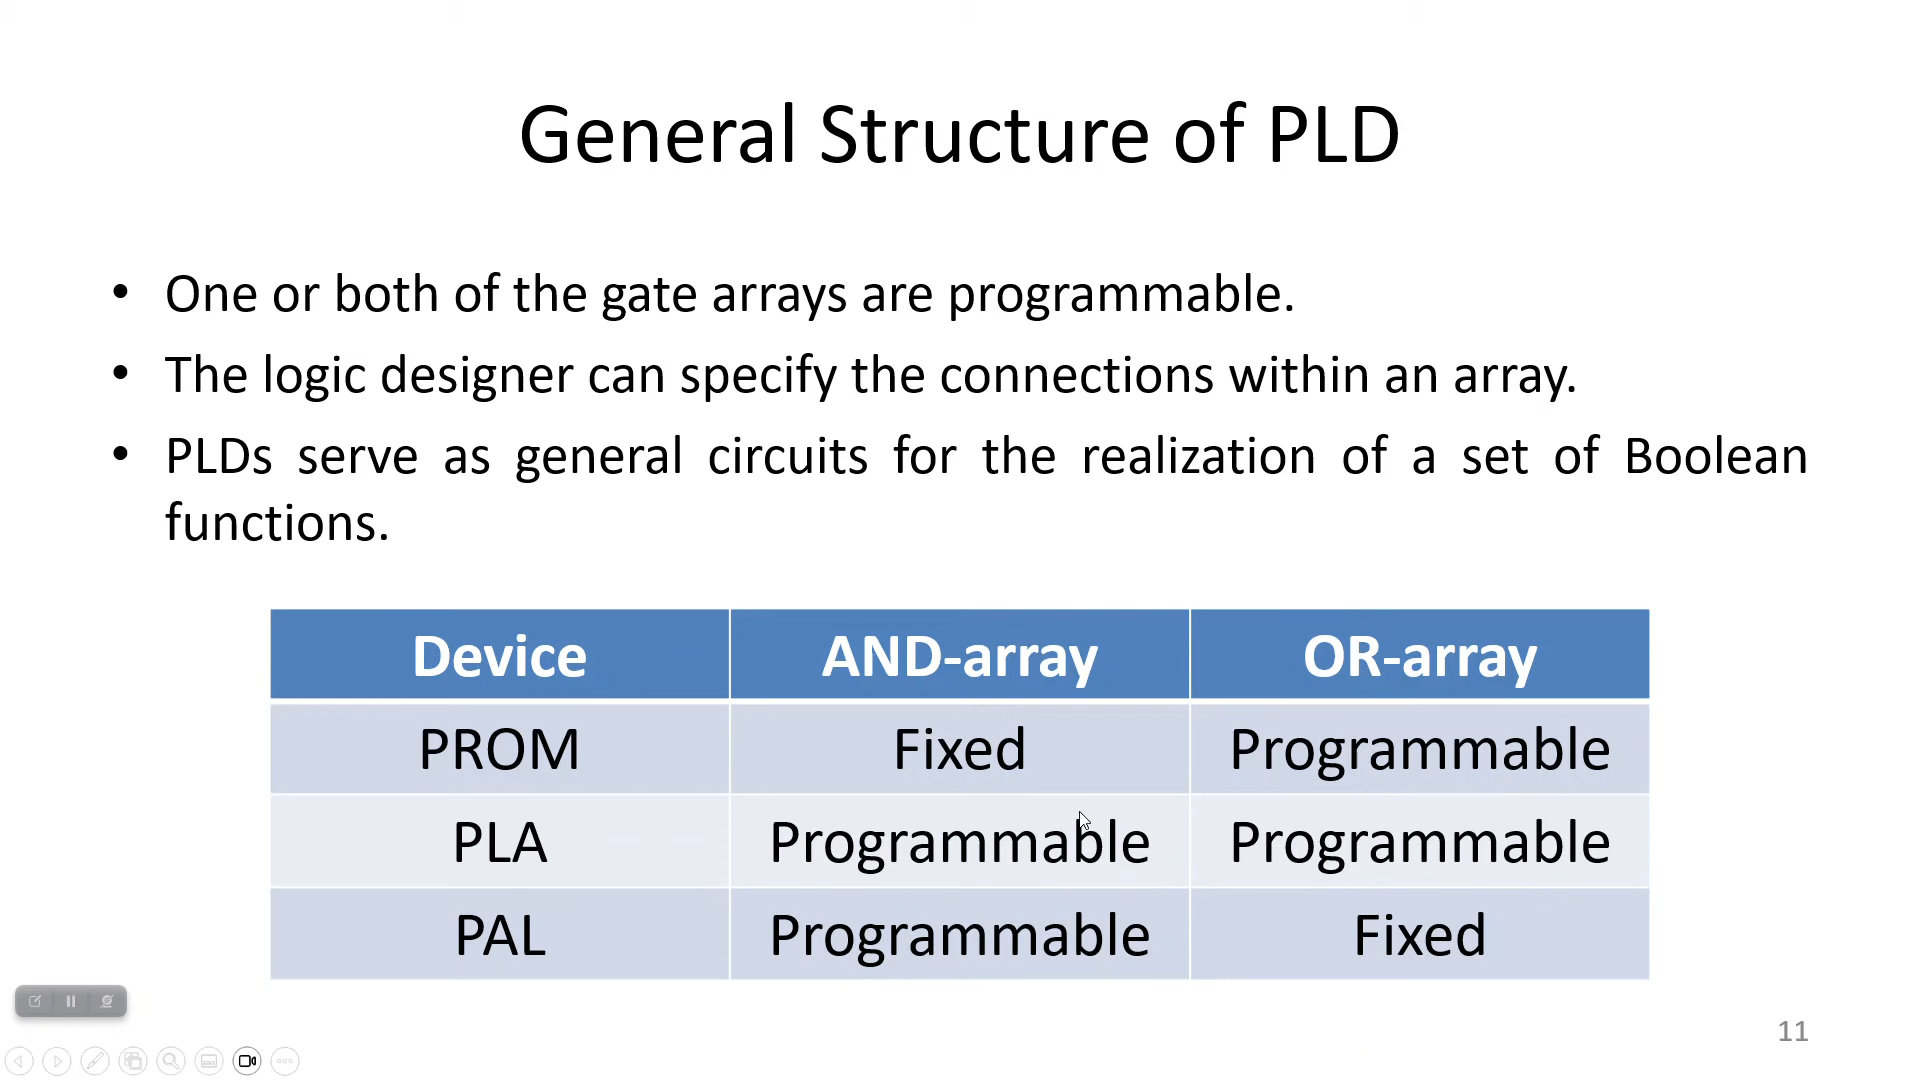 General Structure of PLD
• One or both of the gate arrays are programmable.
• The logic designer can specify the connections within an array.
• PLDs serve as general circuits for the realization of a set of Boolean
functions.
Device AND-array OR-array
PROM Fixed Programmable
PLA Programmable Programmable
PAL Programmable Fixed
11